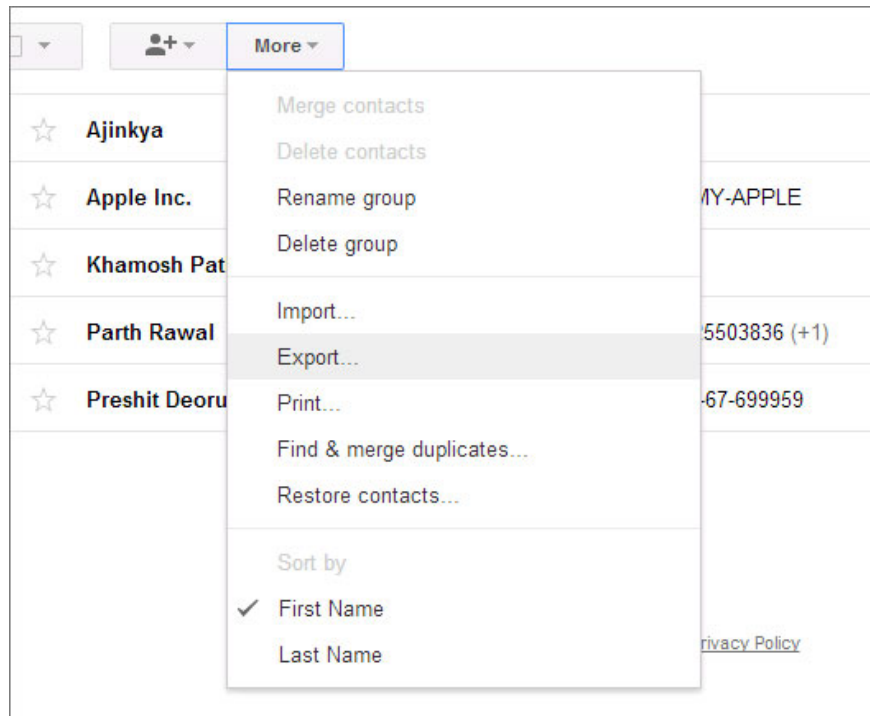 More
Merge contacts
Delete contacts
Rename group
Delete group
Import...
Export...
Print...
Find & merge duplicates...
Restore contacts...
Sort by
First Name
Last Name
Ajinkya
Apple Inc. MY-APPLE
Khamosh Pat
Parth Rawal 25503836 (+1)
Preshit Deoru -67-699959
rivacy Policy